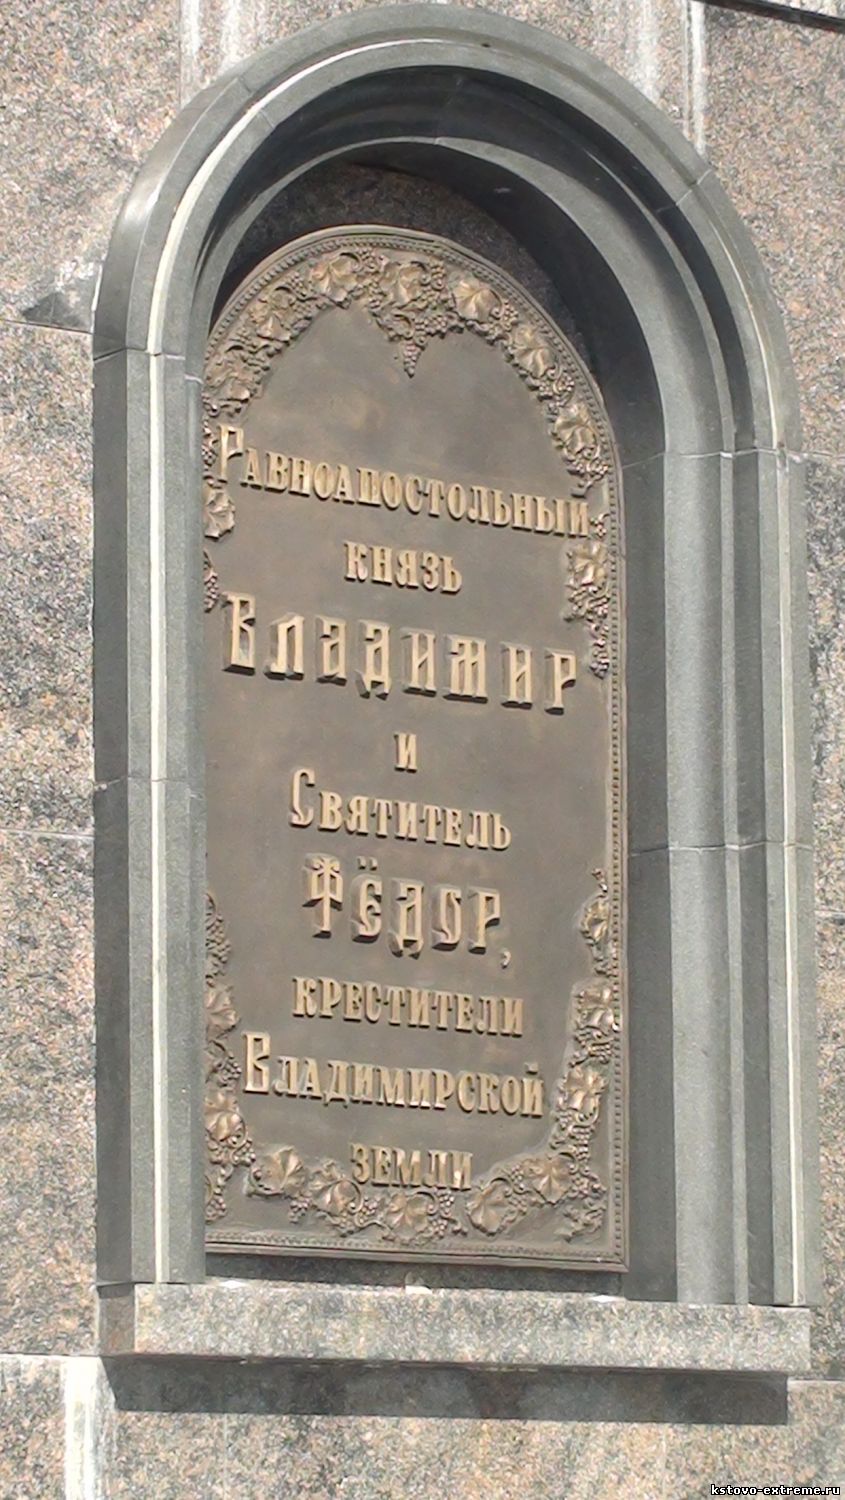 Равноапостольный
князь
Владимир
и
Святитель
Фёдор,
крестители
Владимирской
земли
kstovo-extreme.ru